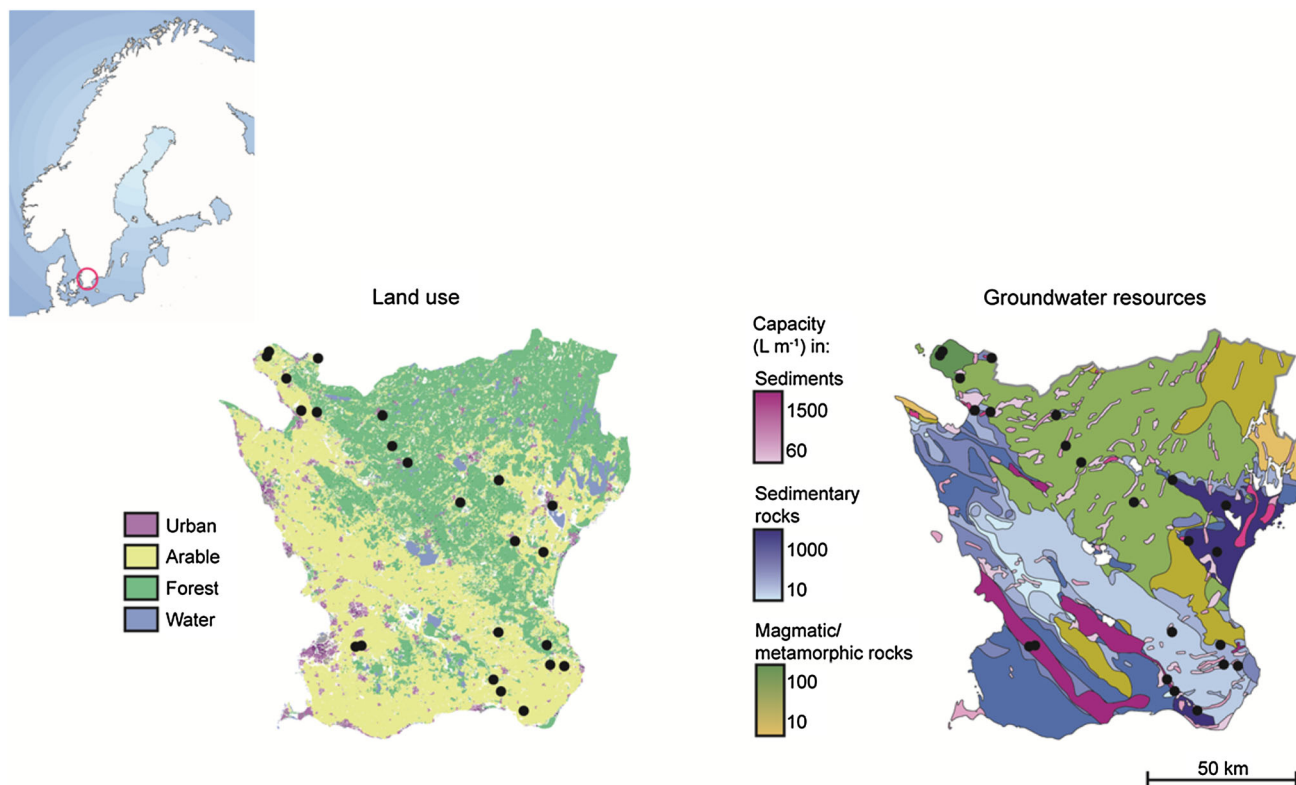 Land use
Urban
Arable
Forest
Water
Groundwater resources
Capacity
(L m⁻¹) in:
Sediments
1500
60
Sedimentary
rocks
1000
10
Magmatic/
metamorphic rocks
100
10
50 km